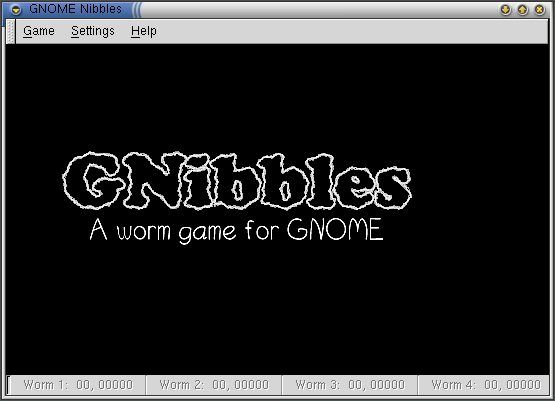 GNOME Nibbles
Game Settings Help
GNibbles
A worm game for GNOME
Worm 1: 00, 00000 Worm 2: 00, 00000 Worm 3: 00, 00000 Worm 4: 00, 00000